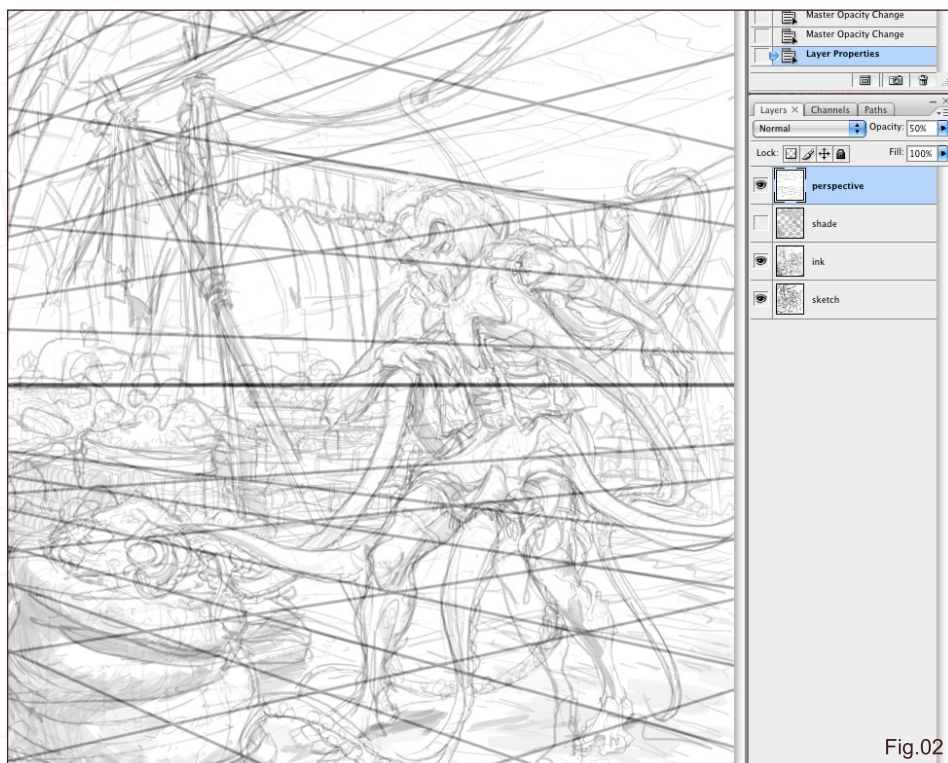 Master Opacity Change
Master Opacity Change
Layer Properties
Layers × Channels Paths
Normal Opacity: 50%
Lock: Fill: 100%
perspective
shade
ink
sketch
Fig.02